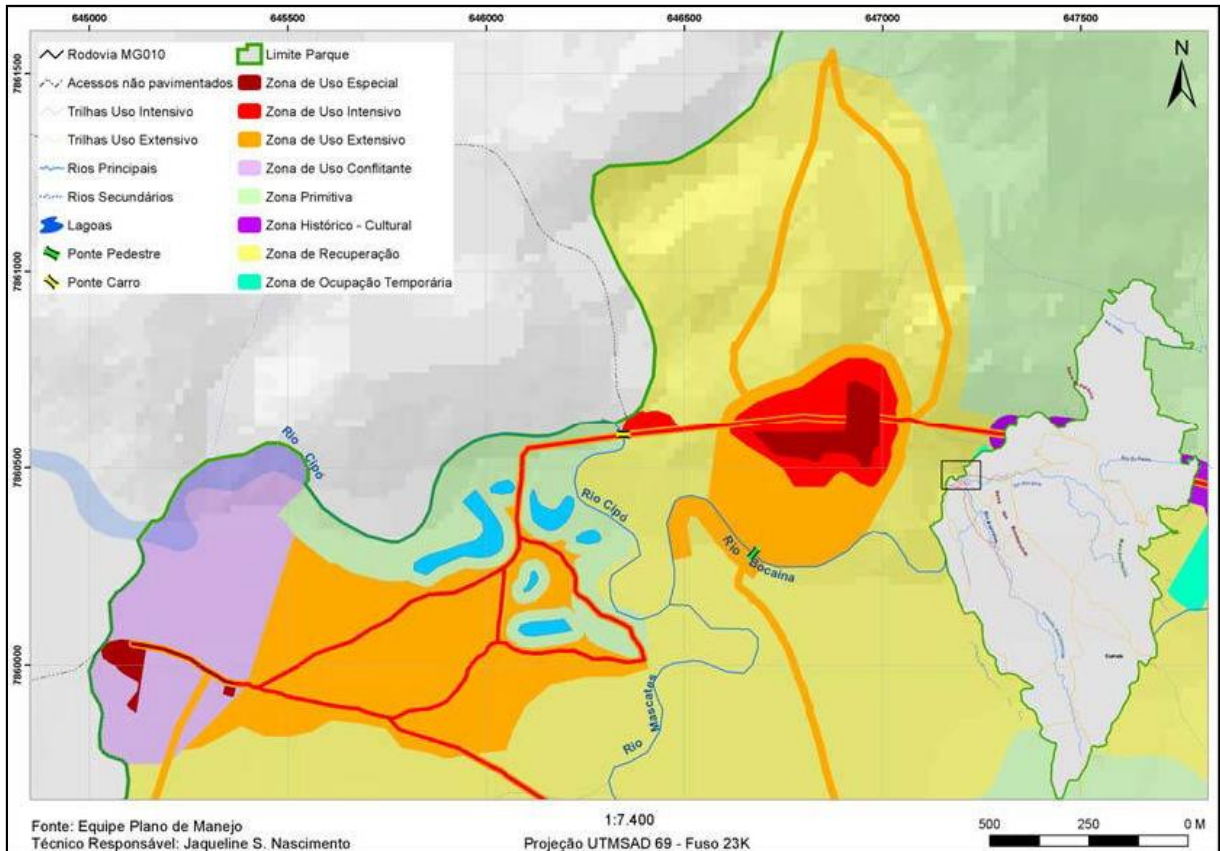 645000 645500 646000 646500 647000 647500
Rodovia MG010
Acessos não pavimentados
Trilhas Uso Intensivo
Trilhas Uso Extensivo
Rios Principais
Rios Secundários
Lagoas
Ponte Pedestre
Ponte Carro
Limite Parque
Zona de Uso Especial
Zona de Uso Intensivo
Zona de Uso Extensivo
Zona de Uso Conflitante
Zona Primitiva
Zona Histórico - Cultural
Zona de Recuperação
Zona de Ocupação Temporária
N
7861500
7861000
7860500
7860000
Rio Cipó
Rio Cipó
Rio Bocaina
Rio Mascates
Fonte: Equipe Plano de Manejo
Técnico Responsável: Jaqueline S. Nascimento
1:7.400
Projeção UTMSAD 69 - Fuso 23K
500 250 0 M